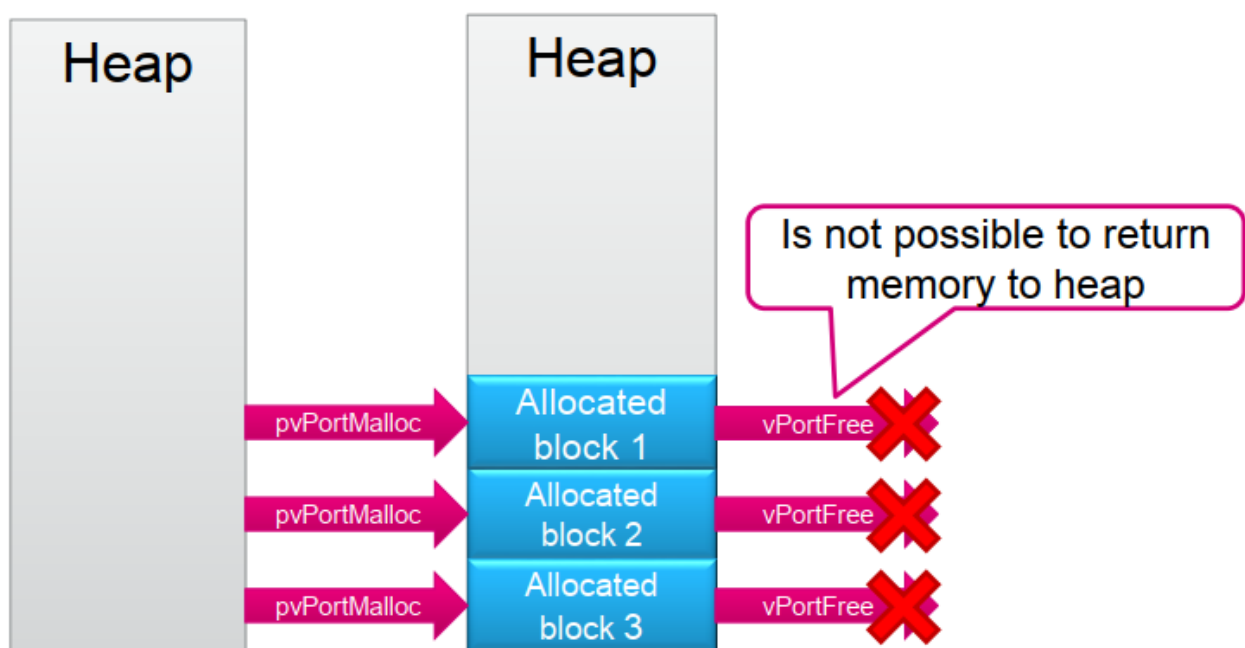 Heap
Heap
Is not possible to return
memory to heap
pvPortMalloc
Allocated
block 1
vPortFree
pvPortMalloc
Allocated
block 2
vPortFree
pvPortMalloc
Allocated
block 3
vPortFree